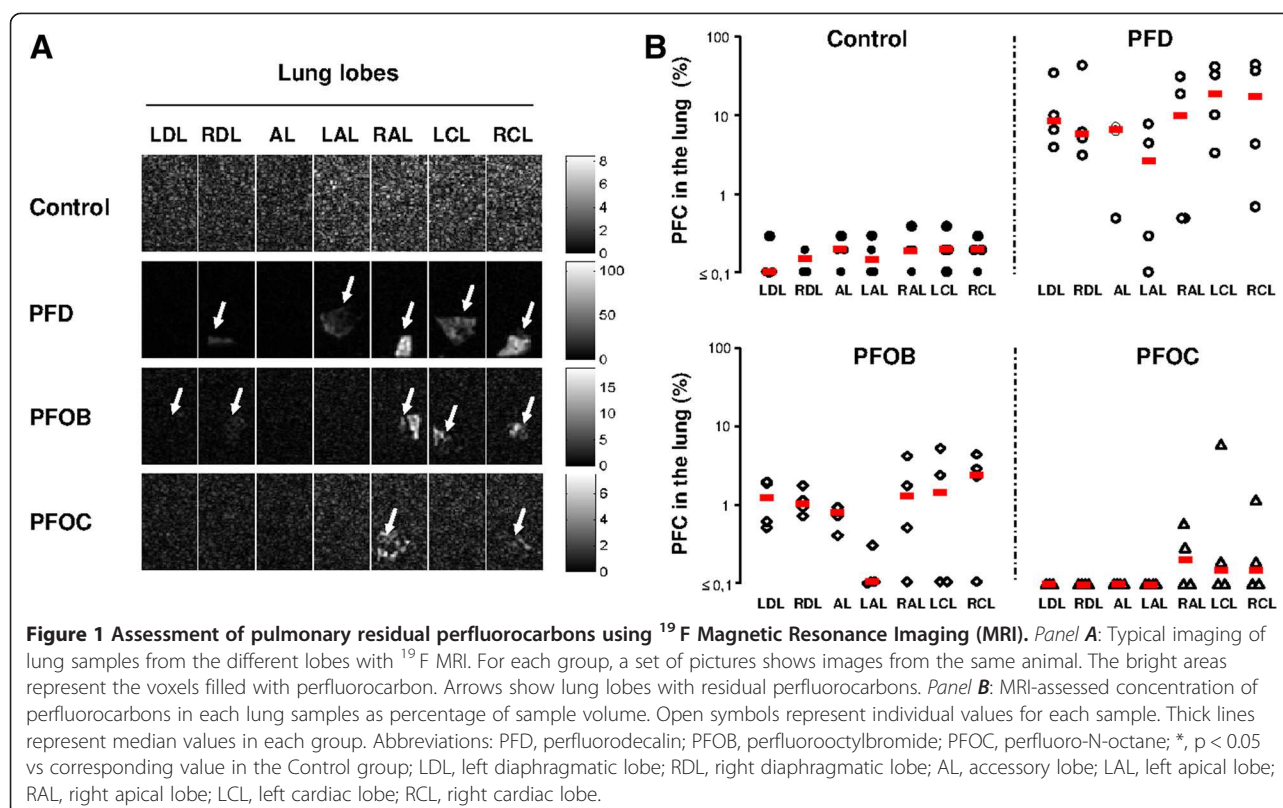 A
Lung lobes
LDL RDL AL LAL RAL LCL RCL
Control
8
6
4
2
0
PFD
100
50
0
PFOB
15
10
5
0
PFOC
6
4
2
0
B
Control
PFD
PFC in the lung (%)
100
10
1
≤ 0,1
LDL RDL AL LAL RAL LCL RCL
LDL RDL AL LAL RAL LCL RCL
PFOB
PFOC
PFC in the lung (%)
100
10
1
≤ 0,1
LDL RDL AL LAL RAL LCL RCL
LDL RDL AL LAL RAL LCL RCL
Figure 1 Assessment of pulmonary residual perfluorocarbons using ¹⁹F Magnetic Resonance Imaging (MRI). Panel A: Typical imaging of
lung samples from the different lobes with ¹⁹F MRI. For each group, a set of pictures shows images from the same animal. The bright areas
represent the voxels filled with perfluorocarbon. Arrows show lung lobes with residual perfluorocarbons. Panel B: MRI-assessed concentration of
perfluorocarbons in each lung samples as percentage of sample volume. Open symbols represent individual values for each sample. Thick lines
represent median values in each group. Abbreviations: PFD, perfluorodecalin; PFOB, perfluorooctylbromide; PFOC, perfluoro-N-octane; *, p < 0.05
vs corresponding value in the Control group; LDL, left diaphragmatic lobe; RDL, right diaphragmatic lobe; AL, accessory lobe; LAL, left apical lobe;
RAL, right apical lobe; LCL, left cardiac lobe; RCL, right cardiac lobe.